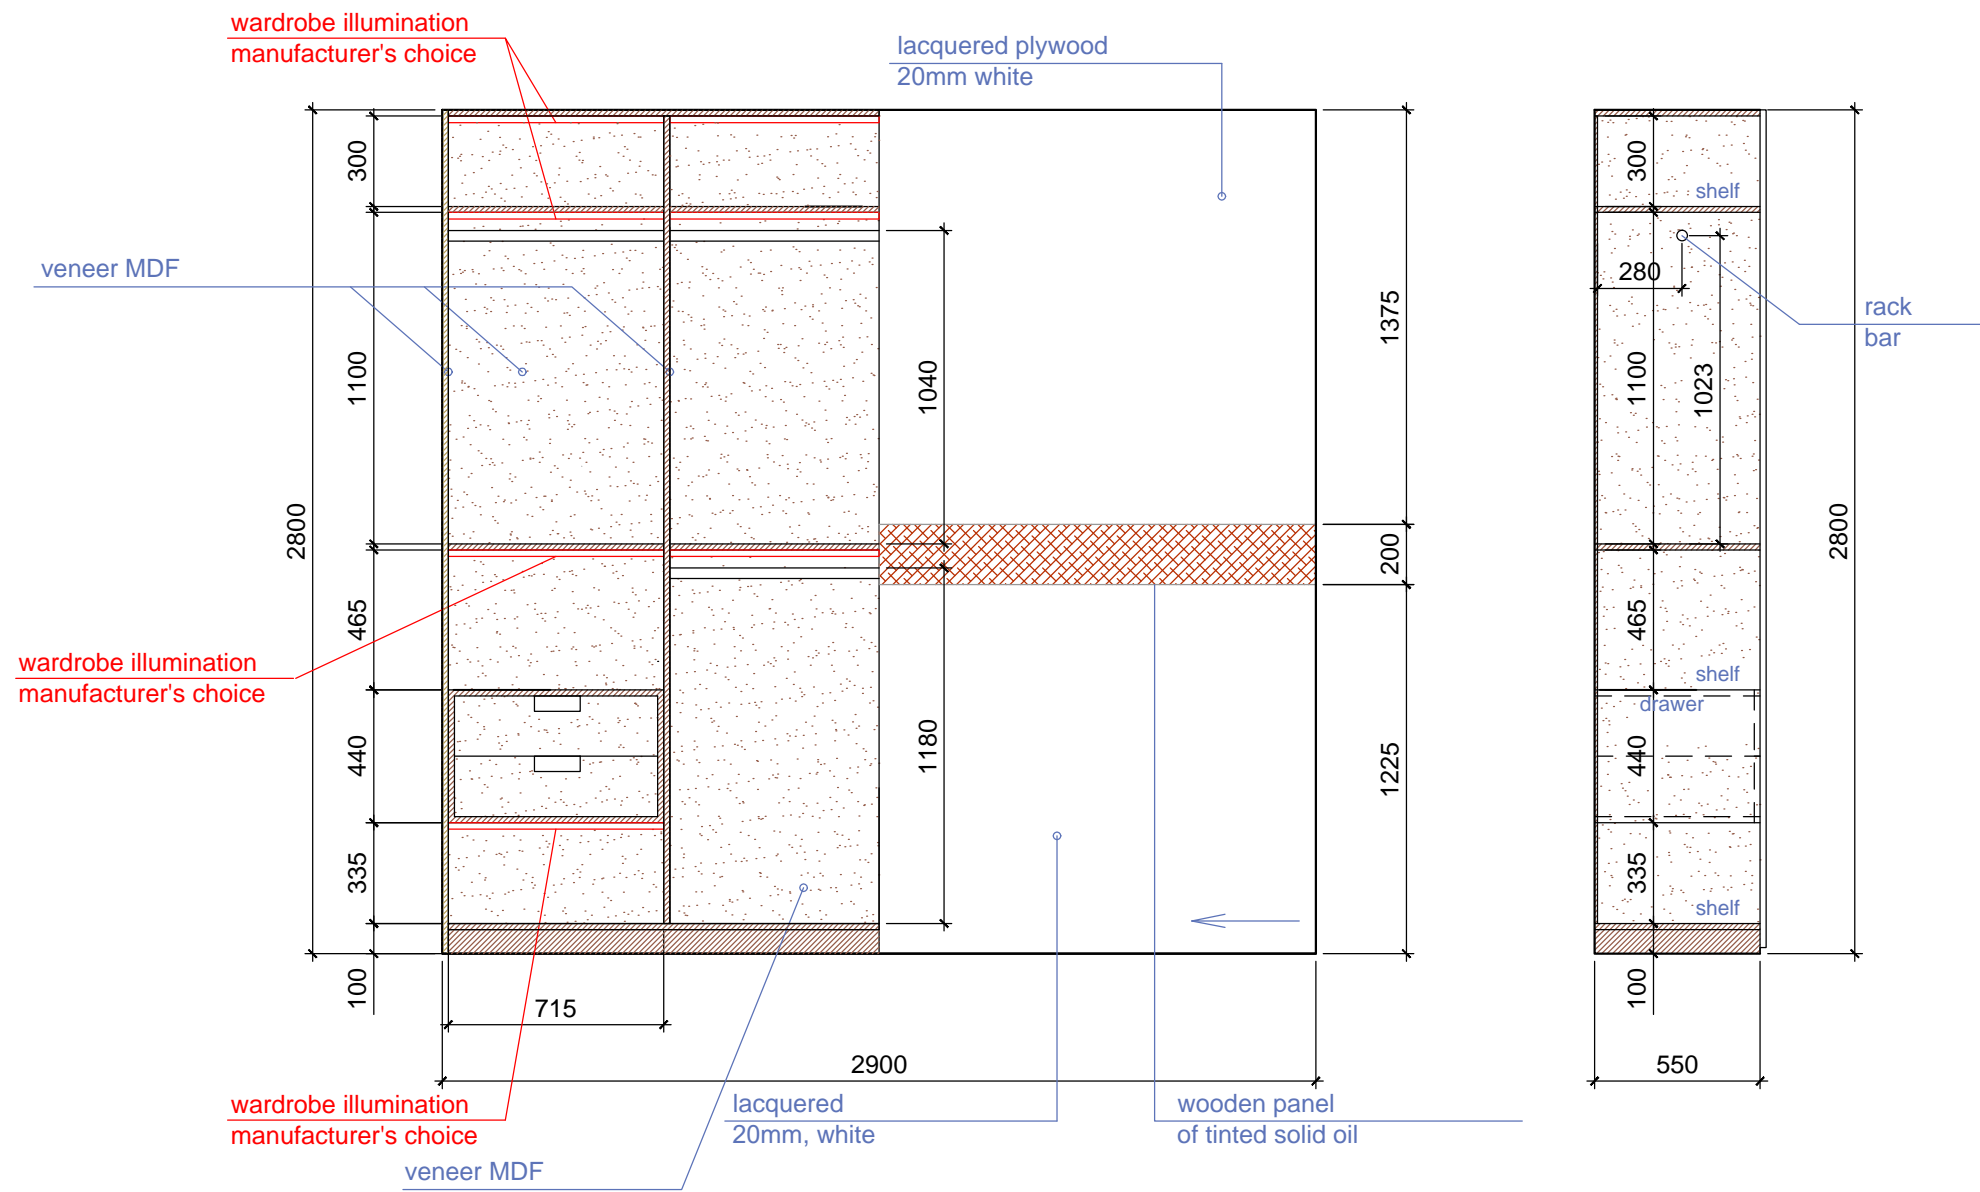 wardrobe illumination
manufacturer's choice
lacquered plywood
20mm white
300
300
shelf
veneer MDF
280
rack
bar
1375
1100
1040
1100
1023
2800
200
2800
465
465
wardrobe illumination
manufacturer's choice
shelf
drawer
440
1180
1225
440
335
335
shelf
100
100
715
2900
550
wardrobe illumination
manufacturer's choice
lacquered
20mm, white
wooden panel
of tinted solid oil
veneer MDF